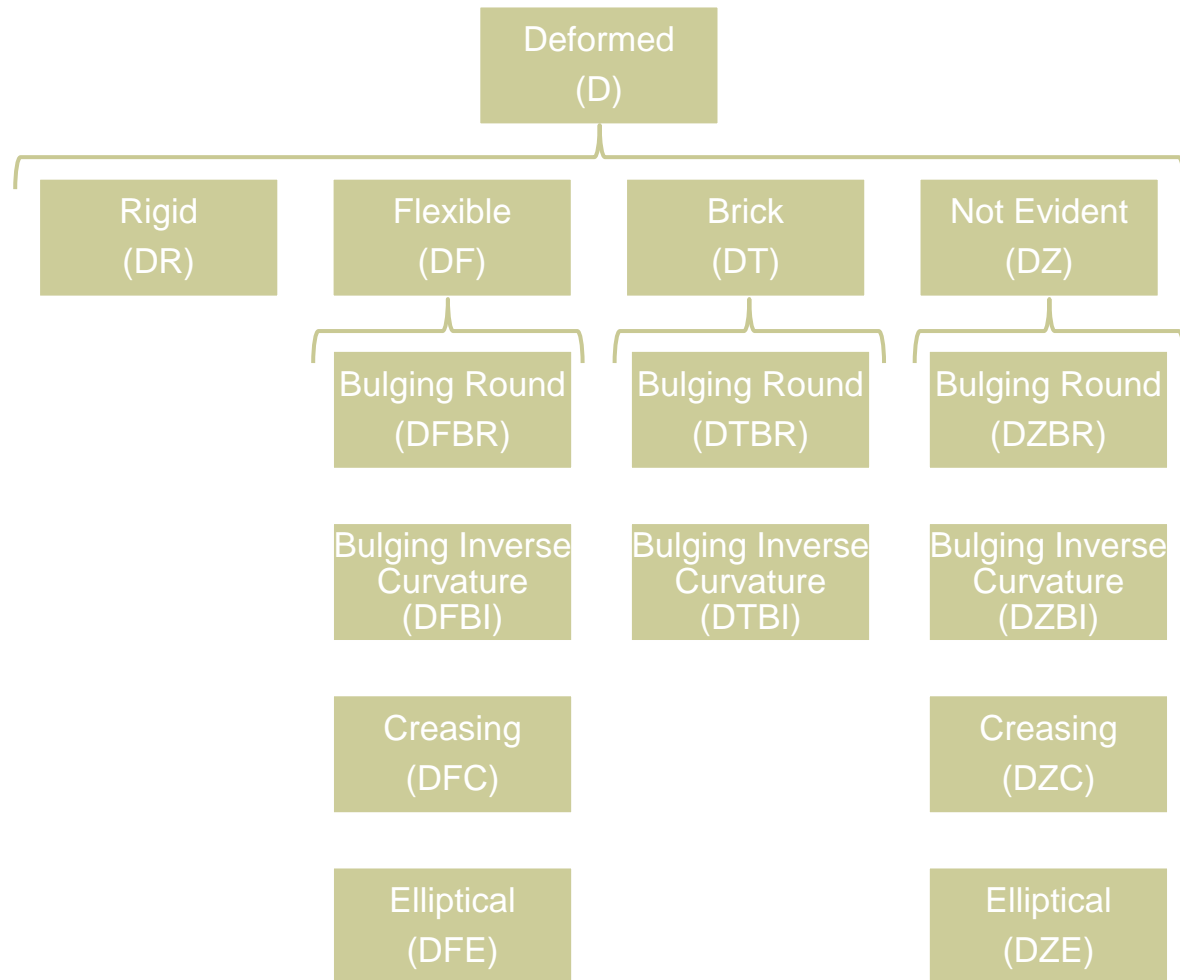 Deformed
(D)
Rigid
(DR)
Flexible
(DF)
Brick
(DT)
Not Evident
(DZ)
Bulging Round
(DFBR)
Bulging Round
(DTBR)
Bulging Round
(DZBR)
Bulging Inverse
Curvature
(DFBI)
Bulging Inverse
Curvature
(DTBI)
Bulging Inverse
Curvature
(DZBI)
Creasing
(DFC)
Creasing
(DZC)
Elliptical
(DFE)
Elliptical
(DZE)